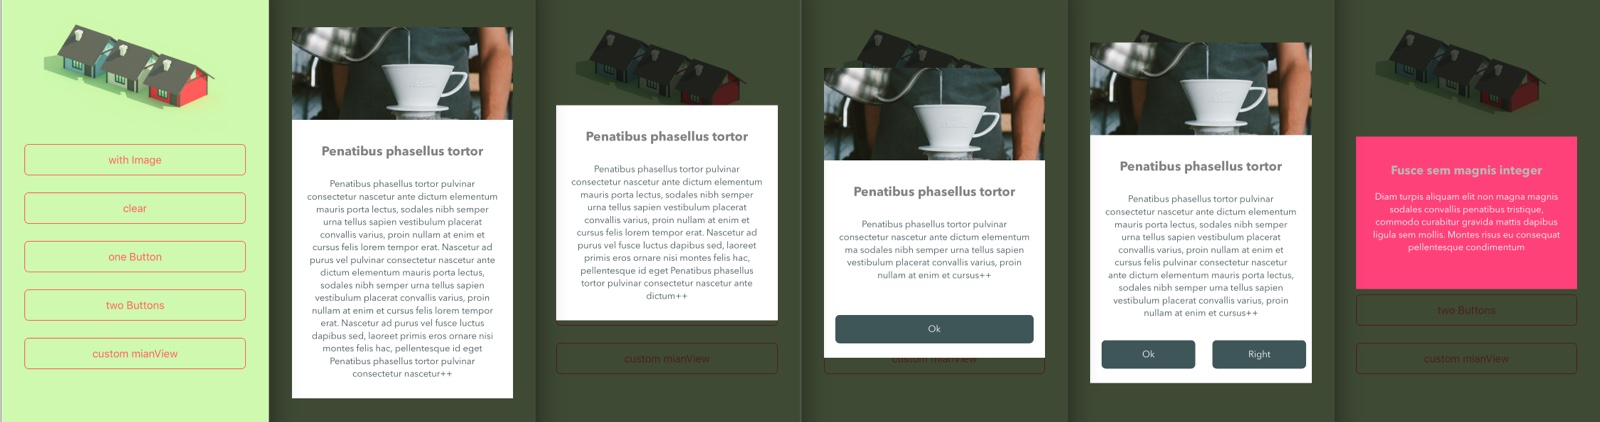 with Image
clear
one Button
two Buttons
custom mianView
Penatibus phasellus tortor
Penatibus phasellus tortor pulvinar
consectetur nascetur ante dictum elementum
mauris porta lectus, sodales nibh semper
urna tellus sapien vestibulum placerat
convallis varius, proin nullam at enim et
cursus felis lorem tempor erat. Nascetur ad
purus vel purus consectetur nascetur ante
dictum elementum mauris porta lectus,
sodales nibh semper urna tellus sapien
vestibulum placerat convallis varius, proin
nullam at enim et cursus felis lorem tempor
erat. Nascetur ad purus vel fusce luctus
dapibus sed, laoreet primis eros ornare nisi
montes felis hac, pellentesque id eget
Penatibus phasellus tortor pulvinar
consectetur nascetur++
Penatibus phasellus tortor
Penatibus phasellus tortor pulvinar
consectetur nascetur ante dictum elementum
mauris porta lectus, sodales nibh semper
urna tellus sapien vestibulum placerat
convallis varius, proin nullam at enim et
cursus felis lorem tempor erat. Nascetur ad
purus vel fusce luctus dapibus sed, laoreet
primis eros ornare nisi montes felis hac,
pellentesque id eget Penatibus phasellus
tortor pulvinar consectetur nascetur ante
dictum++
custom mianView
Penatibus phasellus tortor
Penatibus phasellus tortor pulvinar
consectetur nascetur ante dictum elementum
ma sodales nibh semper urna tellus sapien
vestibulum placerat convallis varius, proin
nullam at enim et cursus++
Ok
custom mianView
Penatibus phasellus tortor
Penatibus phasellus tortor pulvinar
consectetur nascetur ante dictum elementum
mauris porta lectus, sodales nibh semper
urna tellus sapien vestibulum placerat
convallis varius, proin nullam at enim et
cursus felis pulvinar consectetur nascetur
ante dictum elementum mauris porta lectus,
sodales nibh semper urna tellus sapien
vestibulum placerat convallis varius, proin
nullam at enim et cursus++
Ok
Right
Fusce sem magnis integer
Diam turpis aliquam elit non magna magnis
sodales convallis penatibus tristique,
commodo curabitur gravida mattis dapibus
ligula sem mollis. Montes risus eu consequat
pellentesque condimentum
two Buttons
custom mianView